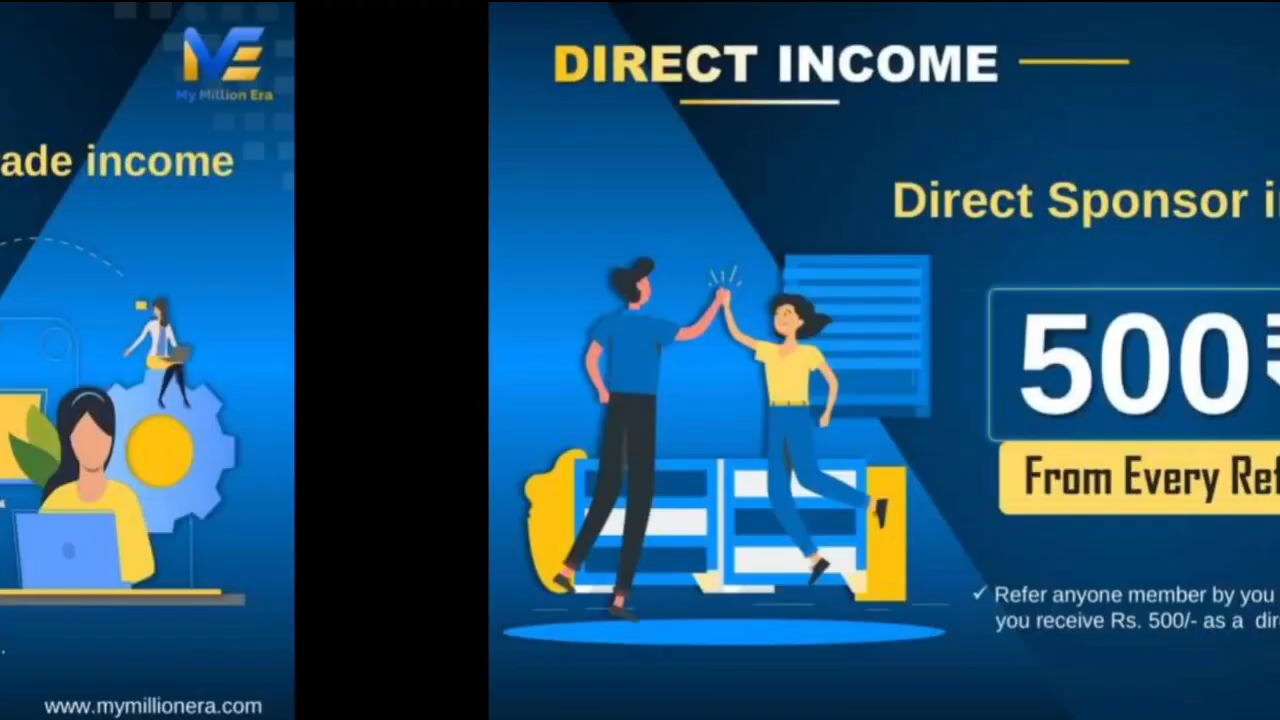 My Million Era
ade income
www.mymillionera.com
DIRECT INCOME
Direct Sponsor i
500₹
From Every Ref
✓ Refer anyone member by you
you receive Rs. 500/- as a dir